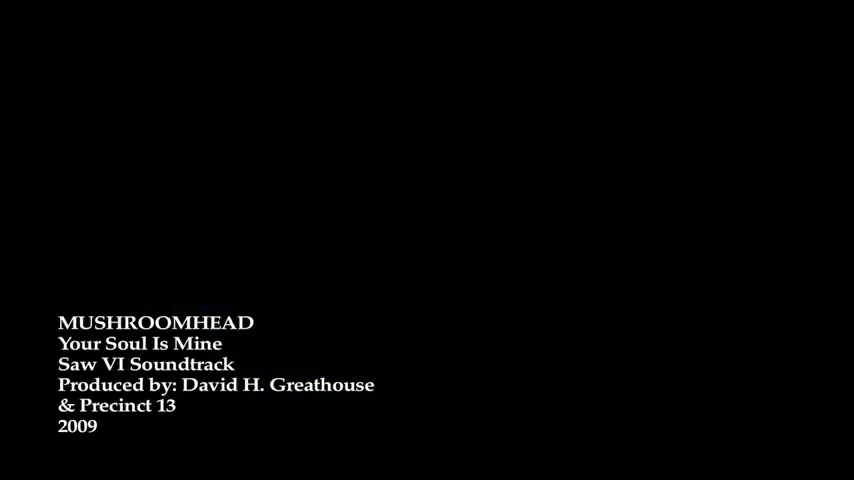 MUSHROOMHEAD
Your Soul Is Mine
Saw VI Soundtrack
Produced by: David H. Greathouse
& Precinct 13
2009